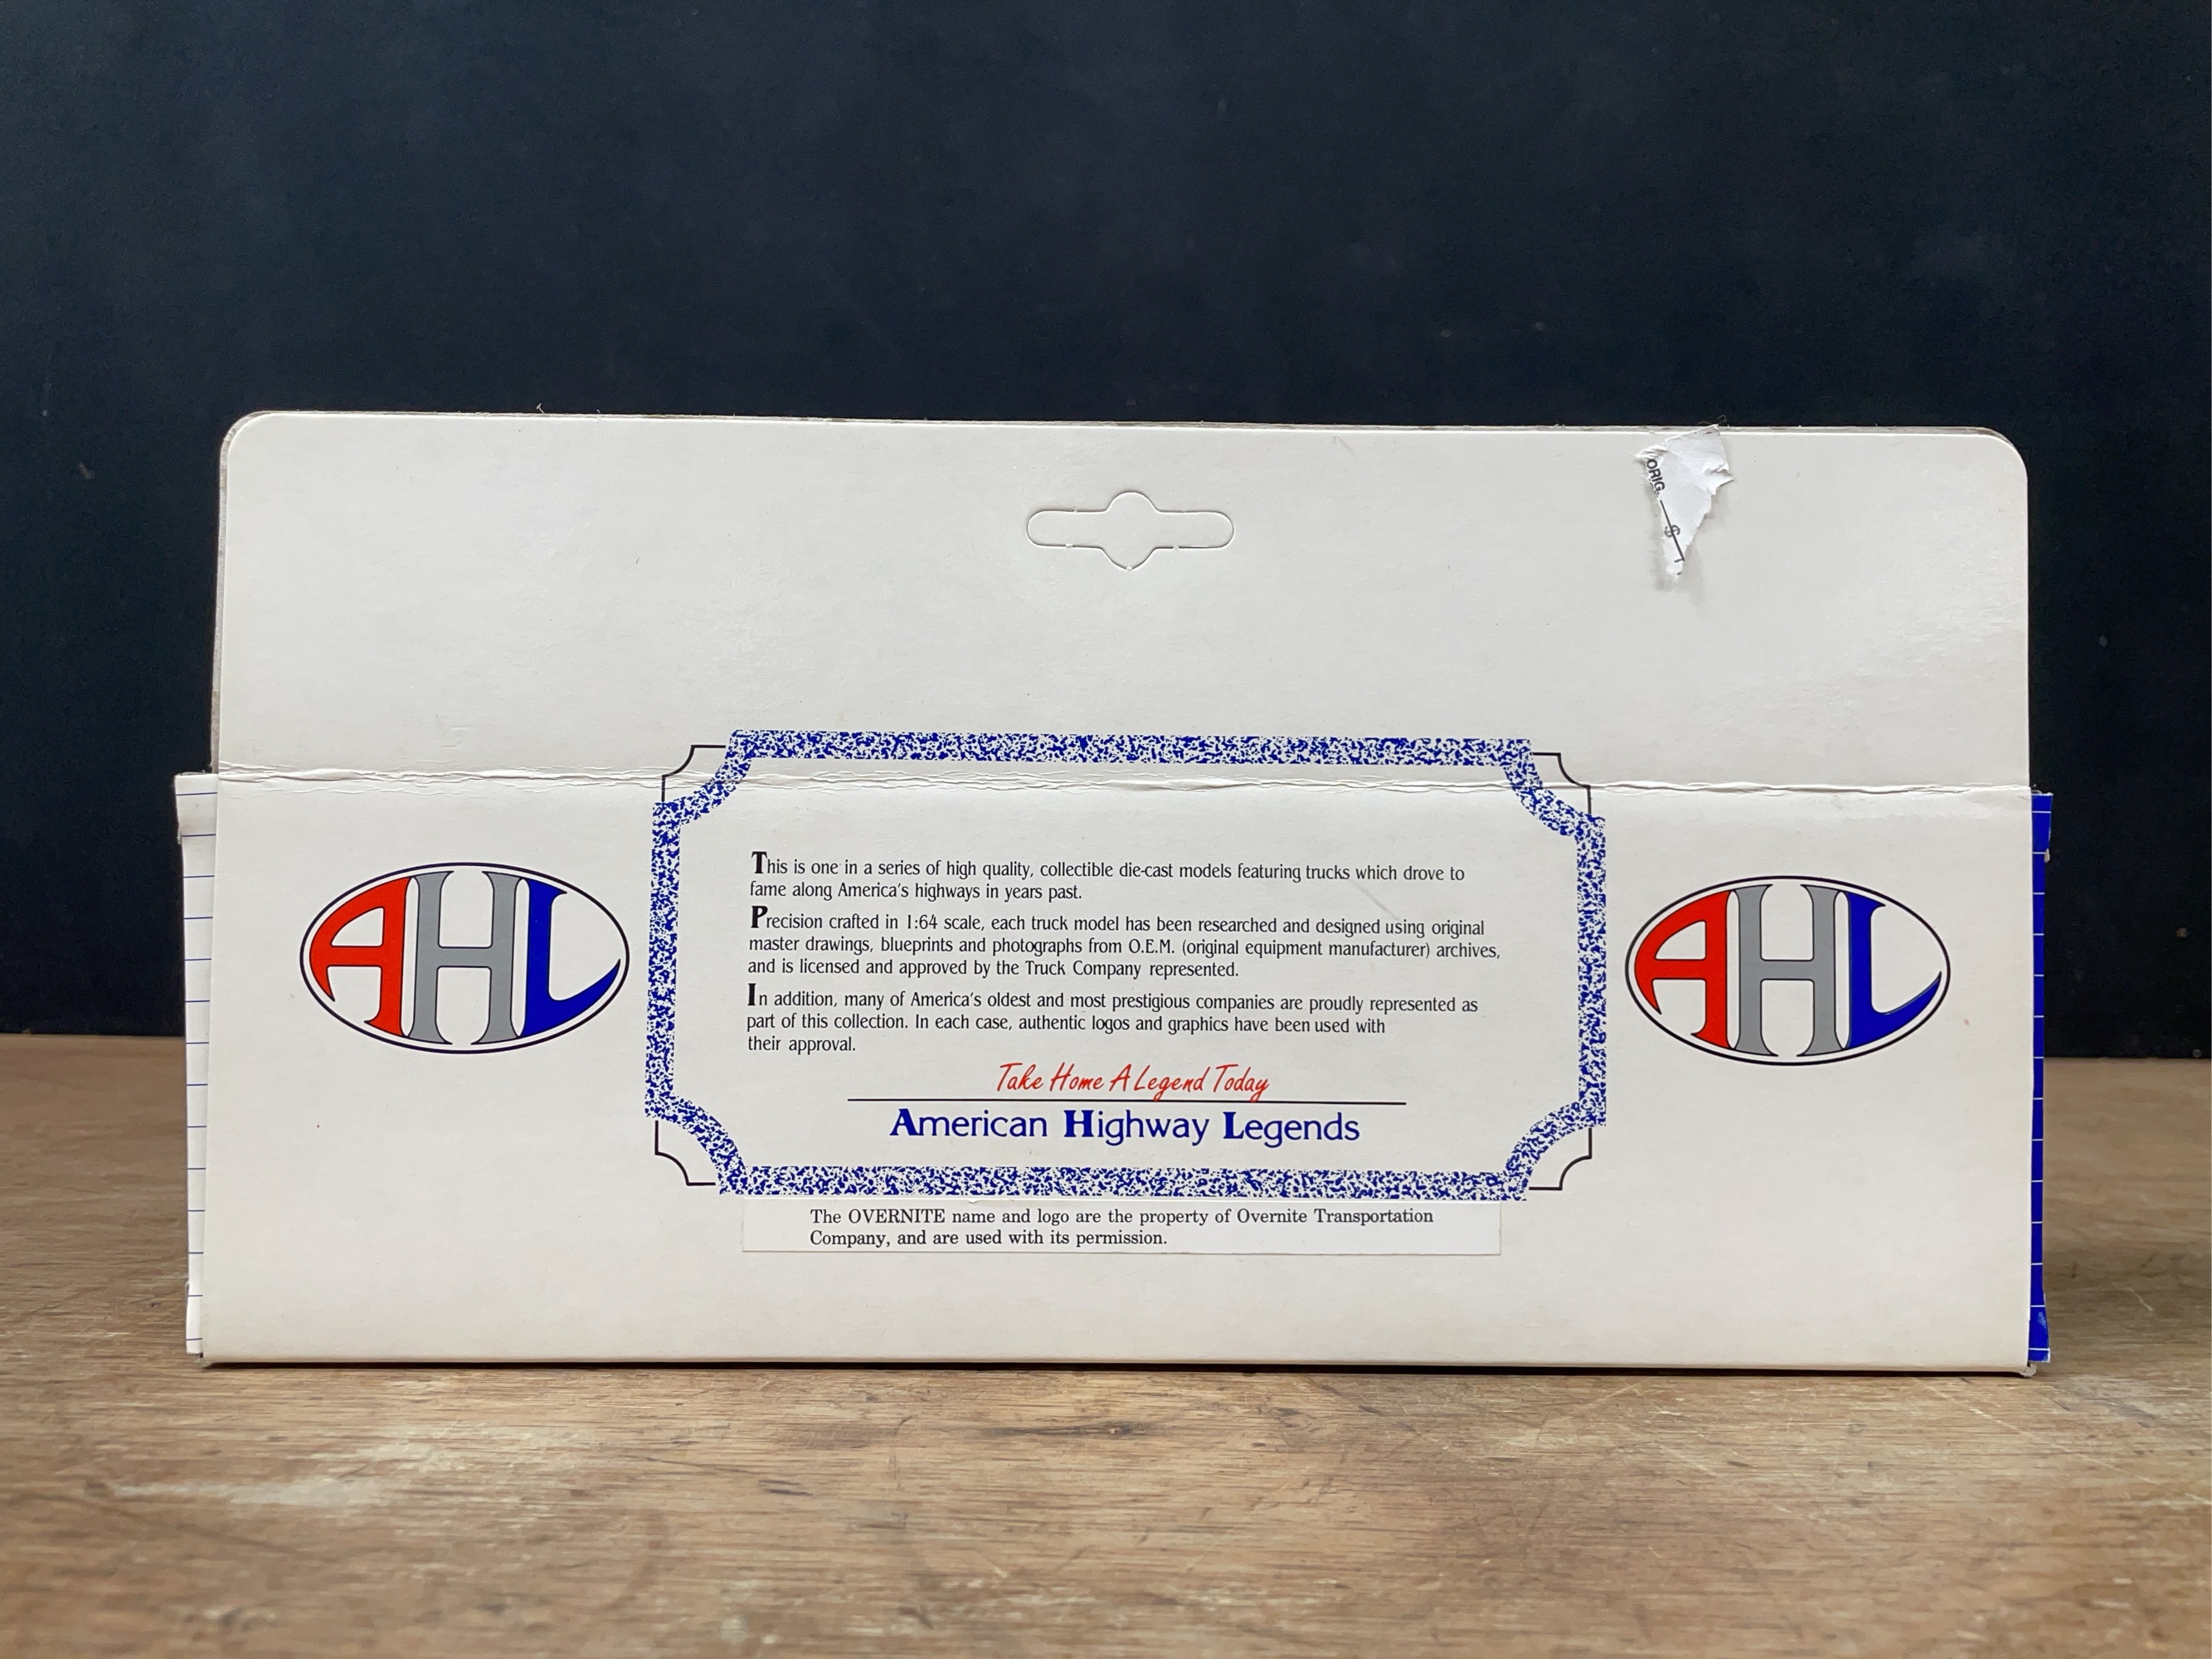 ORIG. $
This is one in a series of high quality, collectible die-cast models featuring trucks which drove to
fame along America's highways in years past.
Precision crafted in 1:64 scale, each truck model has been researched and designed using original
master drawings, blueprints and photographs from O.E.M. (original equipment manufacturer) archives,
and is licensed and approved by the Truck Company represented.
In addition, many of America's oldest and most prestigious companies are proudly represented as
part of this collection. In each case, authentic logos and graphics have been used with
their approval.
Take Home A Legend Today
American Highway Legends
AHL
AHL
The OVERNITE name and logo are the property of Overnite Transportation
Company, and are used with its permission.